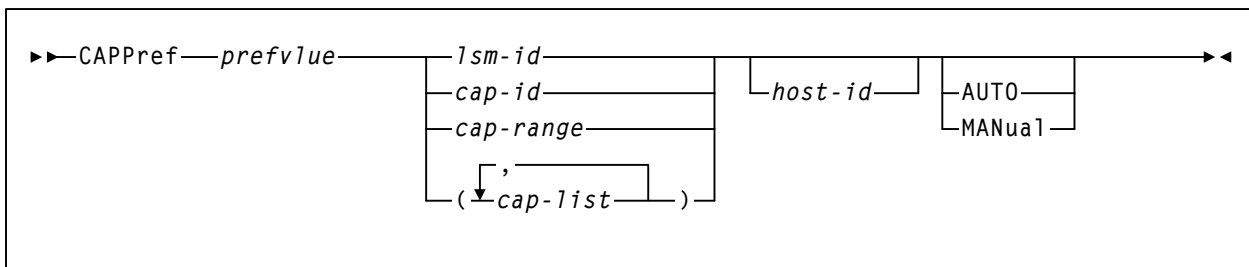 CAPPref prefvlue lsm-id
host-id AUTO
cap-id MANual
cap-range
,
( cap-list )